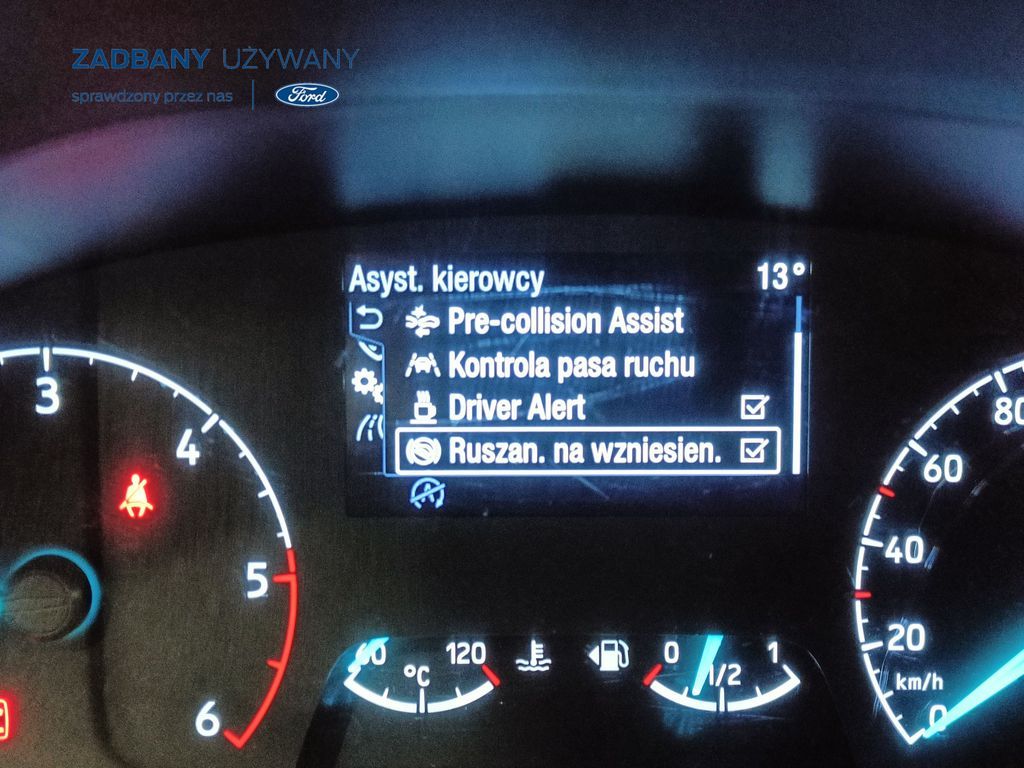 ZADBANY UŻYWANY
sprawdzony przez nas Ford
Asyst. kierowcy 13°
Pre-collision Assist
Kontrola pasa ruchu
Driver Alert
Ruszan. na wzniesien.
3
4
5
6
60 120
°C
0 1/2 1
80
60
40
20
km/h
0